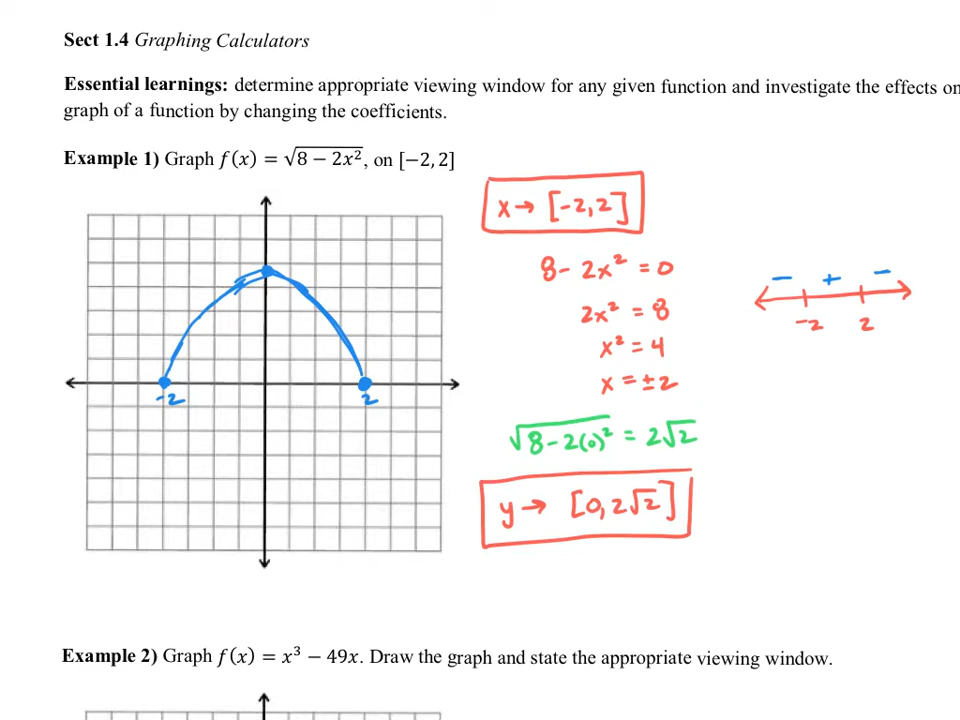 Sect 1.4 Graphing Calculators
Essential learnings: determine appropriate viewing window for any given function and investigate the effects on
graph of a function by changing the coefficients.
Example 1) Graph f(x) = √8 − 2x², on [−2, 2]
x → [-2,2]
8 - 2x² = 0
2x² = 8
x² = 4
x = ±2
− + −
-2 2
-2 2
√8-2(0)² = 2√2
y → [0,2√2]
Example 2) Graph f(x) = x³ − 49x. Draw the graph and state the appropriate viewing window.